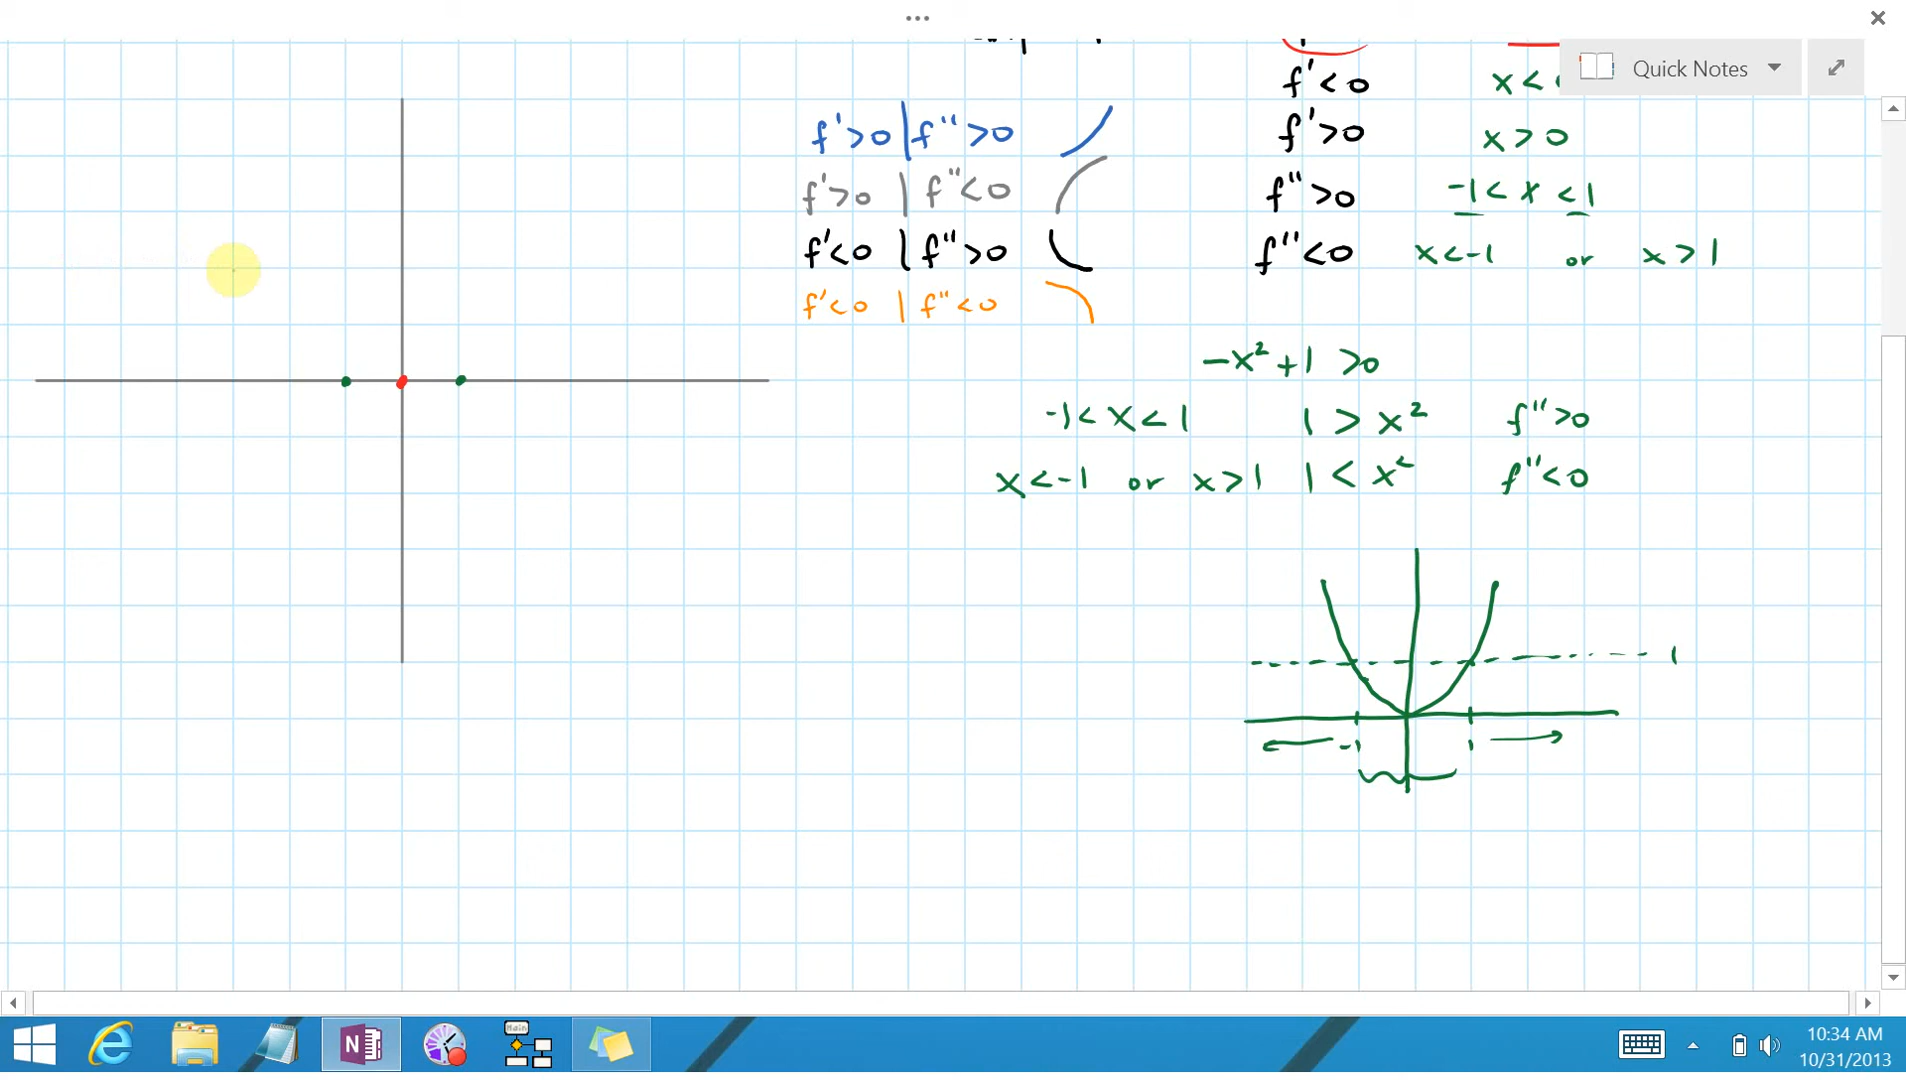 Quick Notes
f'<0 x<
f'>0 | f''>0 f'>0 x>0
f'>0 | f''<0 f''>0 -1< x <1
f'<0 | f''>0 f''<0 x<-1 or x>1
f'<0 | f''<0
-x²+1 >0
-1< x <1 1 > x² f''>0
x<-1 or x>1 1 < x² f''<0
1
-1 1
Main
N
10:34 AM
10/31/2013